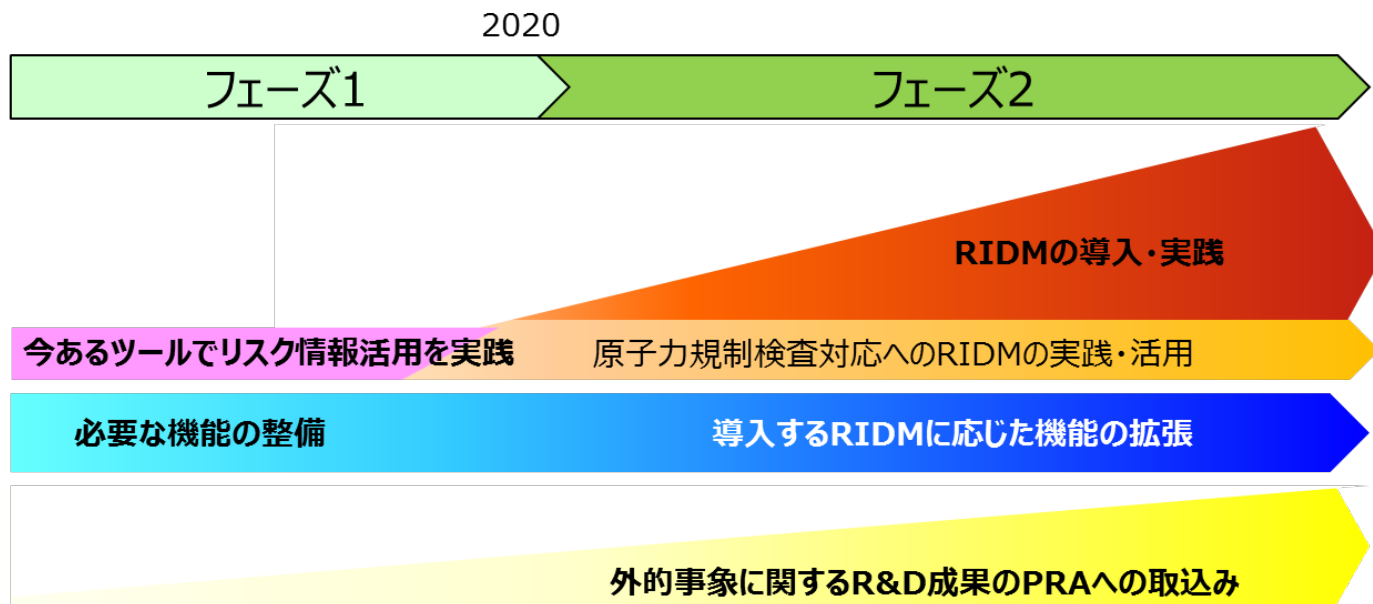 2020
フェーズ1
フェーズ2
RIDMの導入・実践
今あるツールでリスク情報活用を実践
原子力規制検査対応へのRIDMの実践・活用
必要な機能の整備
導入するRIDMに応じた機能の拡張
外的事象に関するR&D成果のPRAへの取込み